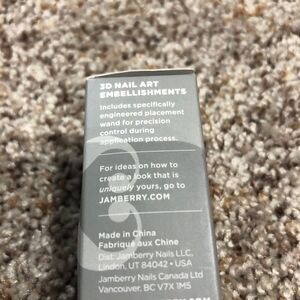 3D NAIL ART
EMBELLISHMENTS
Includes specifically
engineered placement
wand for precision
control during
application process.
For ideas on how to
create a look that is
uniquely yours, go to
JAMBERRY.COM
Made in China
Fabriqué aux Chine
Dist: Jamberry Nails LLC,
Lindon, UT 84042 • USA
Jamberry Nails Canada Ltd
Vancouver, BC V7X 1M5